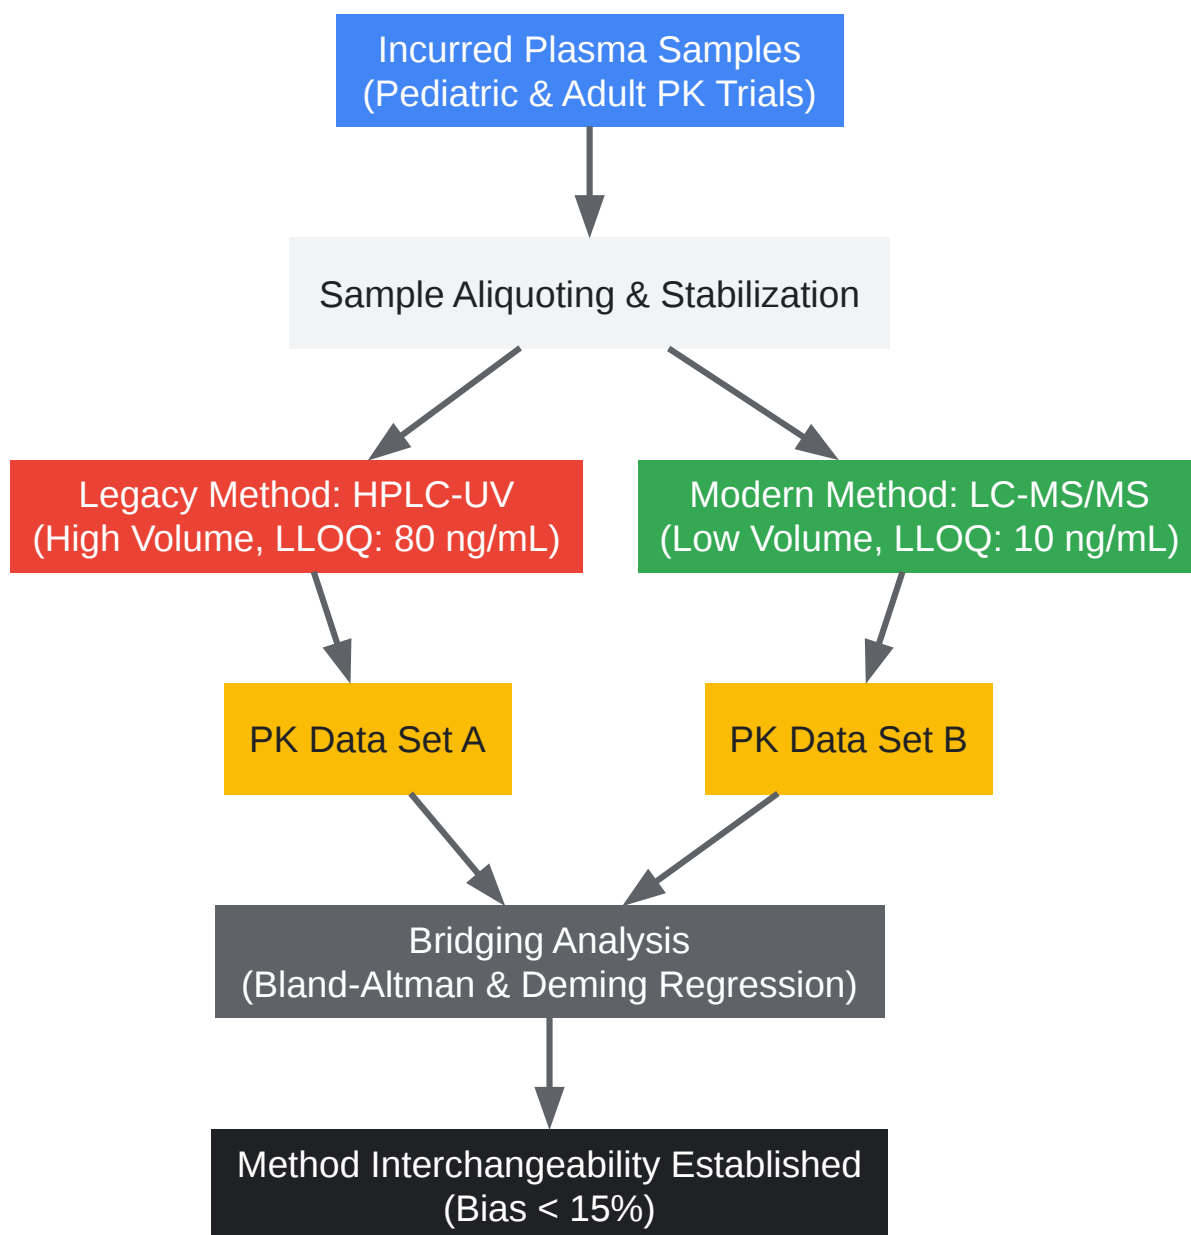 Incurred Plasma Samples
(Pediatric & Adult PK Trials)
Sample Aliquoting & Stabilization
Legacy Method: HPLC-UV
(High Volume, LLOQ: 80 ng/mL)
Modern Method: LC-MS/MS
(Low Volume, LLOQ: 10 ng/mL)
PK Data Set A
PK Data Set B
Bridging Analysis
(Bland-Altman & Deming Regression)
Method Interchangeability Established
(Bias < 15%)